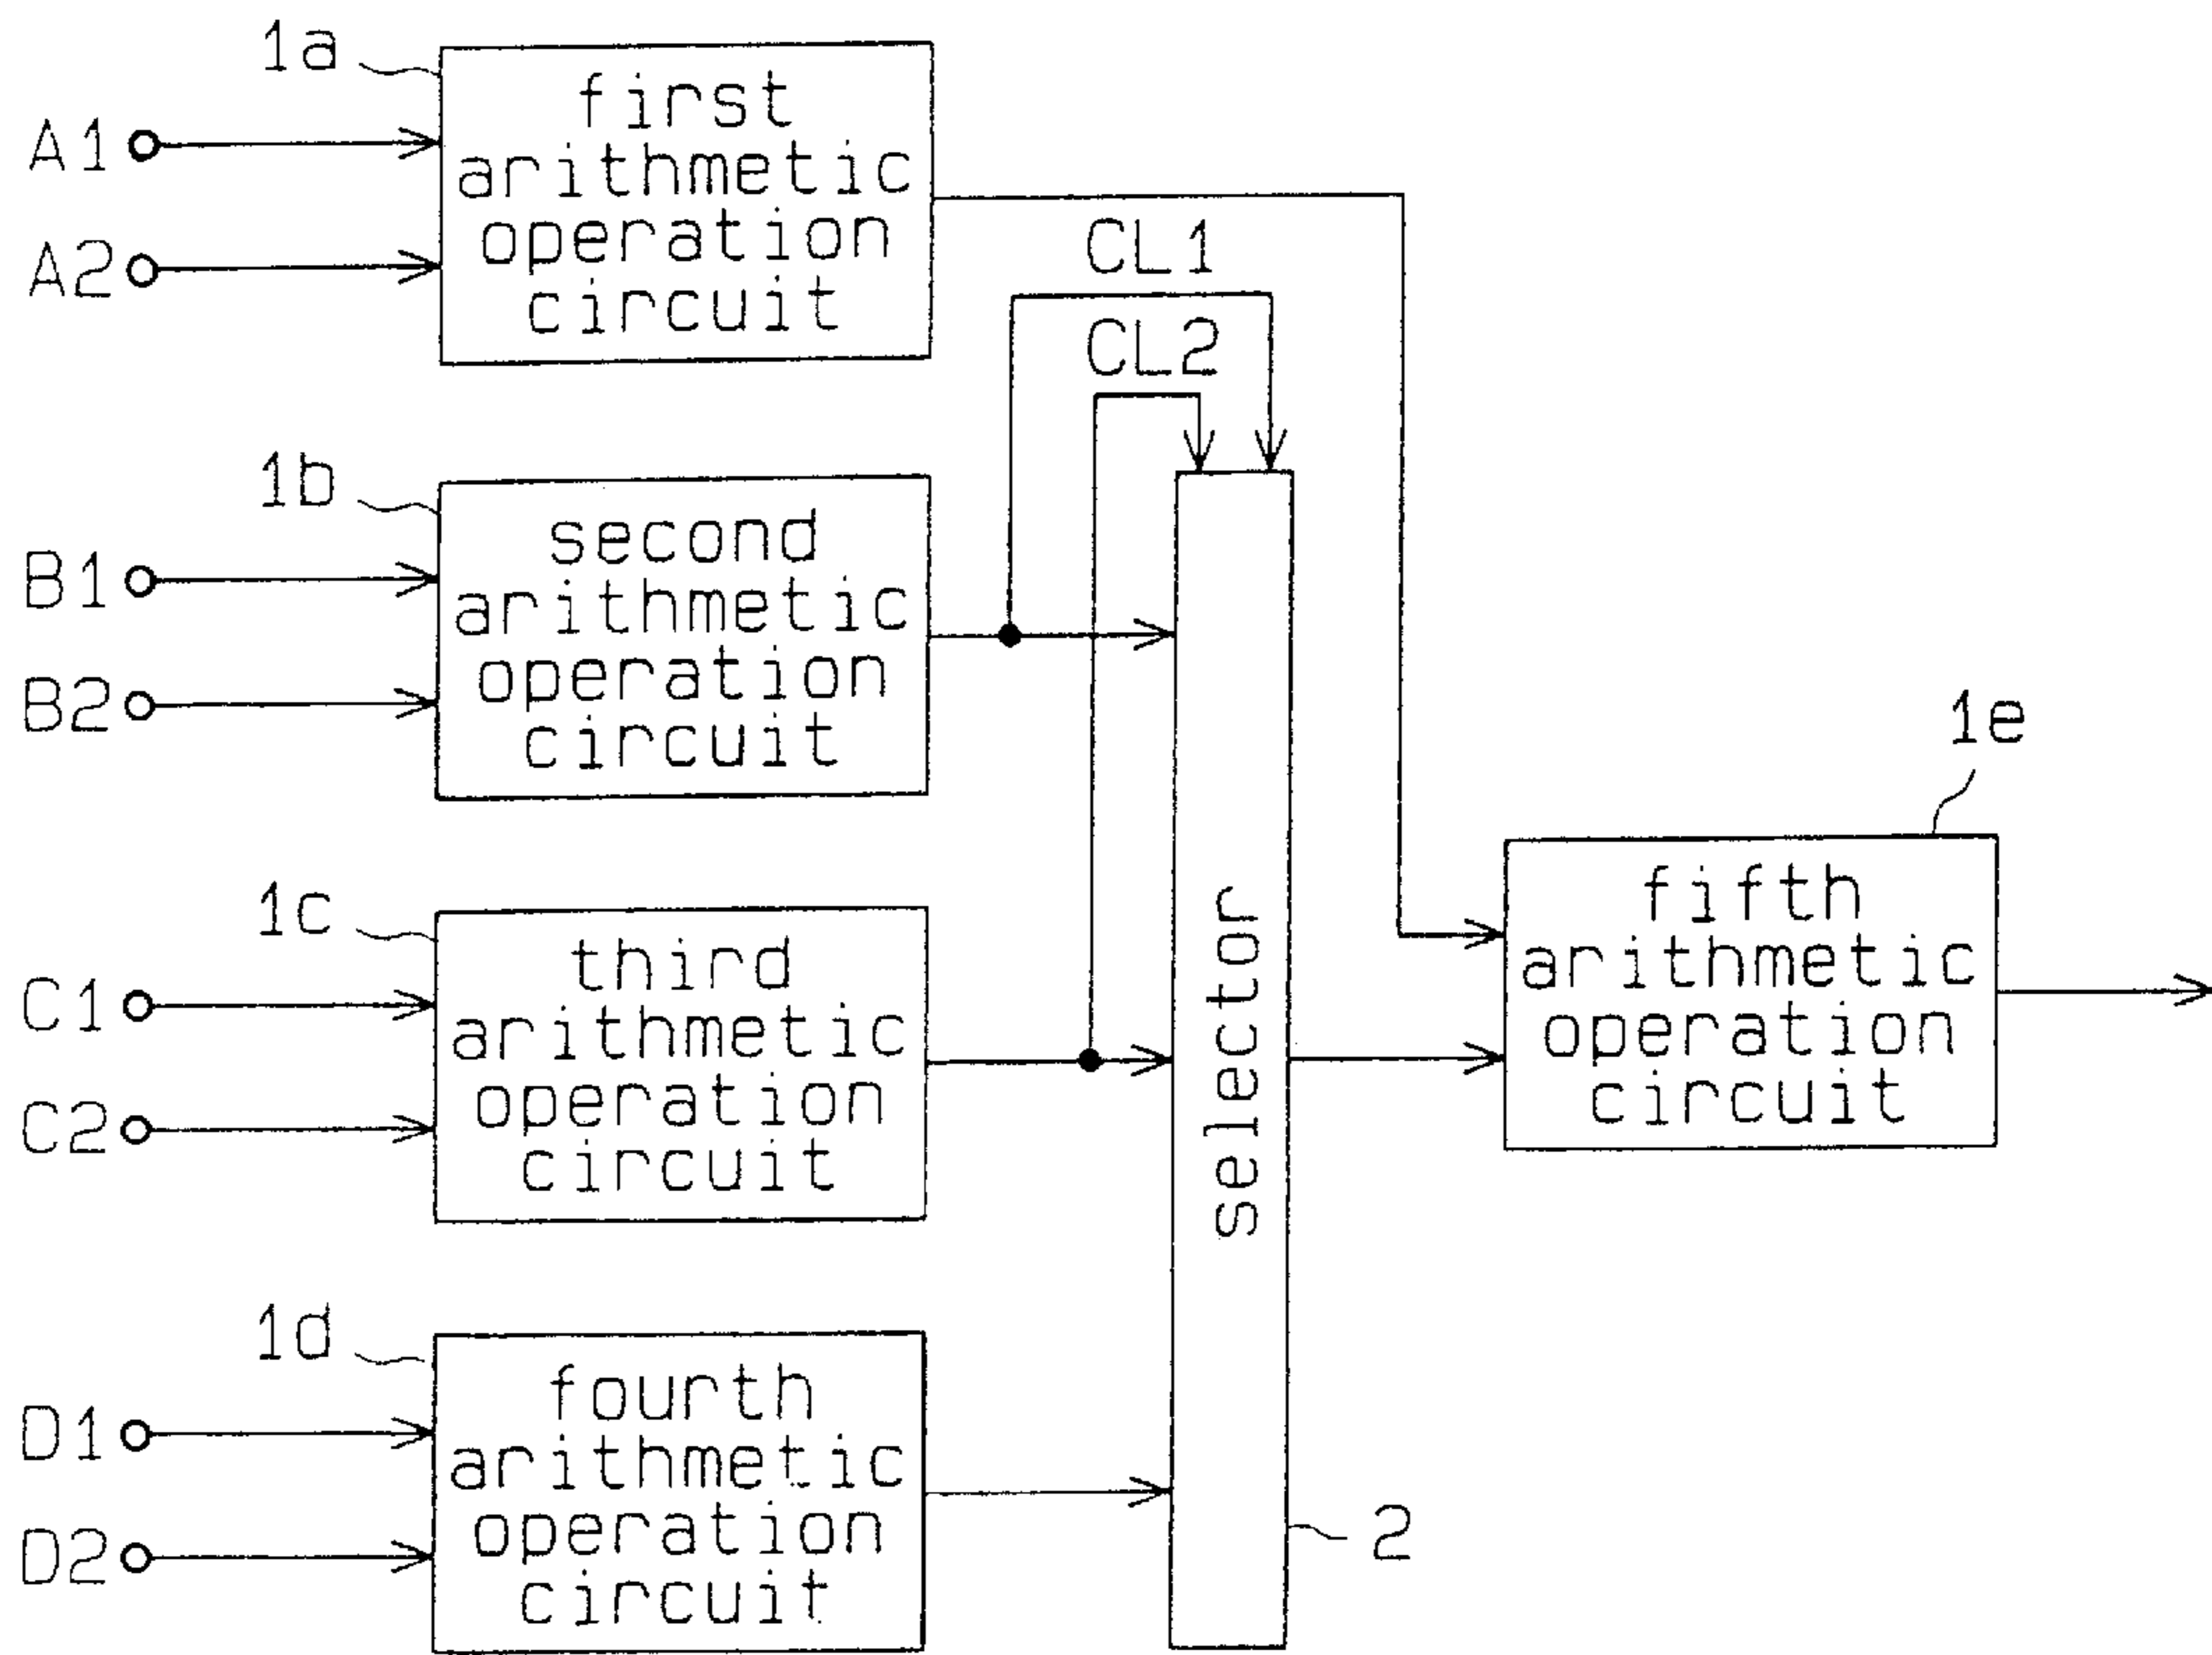 1a
first
arithmetic
operation
circuit
A1
A2
CL1
CL2
1b
second
arithmetic
operation
circuit
B1
B2
1c
third
arithmetic
operation
circuit
C1
C2
1d
fourth
arithmetic
operation
circuit
D1
D2
selector
2
1e
fifth
arithmetic
operation
circuit